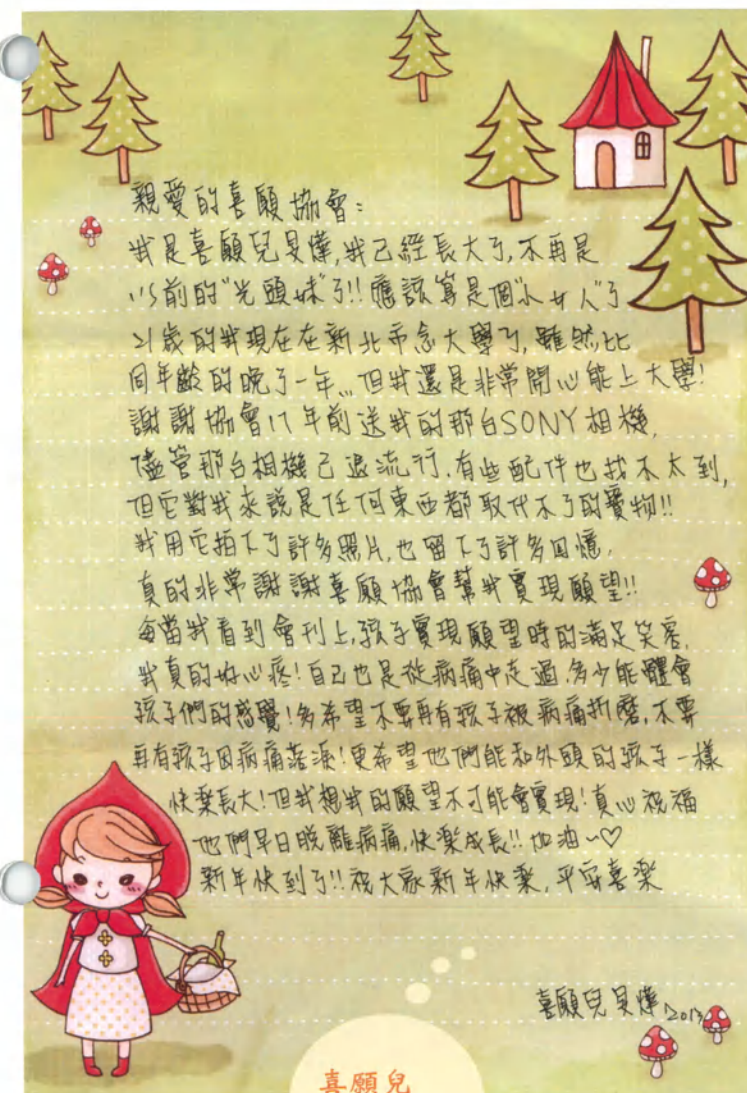 親愛的喜願協會:
我是喜願兒旻燁,我已經長大了,不再是
以前的"光頭妹"了!!應該算是個"小女人"了
21歲的我現在在新北市念大學了,雖然比
同年齡的晚了一年…但我還是非常開心能上大學!
謝謝協會17年前送我的那台SONY相機,
儘管那台相機已退流行,有些配件也找不太到,
但它對我來說是任何東西都取代不了的寶物!!
我用它拍下了許多照片,也留下了許多回憶,
真的非常謝謝喜願協會幫我實現願望!!
每當我看到會刊上,孩子實現願望時的滿足笑容,
我真的好心疼!自己也是從病痛中走過,多少能體會
孩子們的感覺!多希望不要再有孩子被病痛折磨,不要
再有孩子因病痛落淚!更希望他們能和外頭的孩子一樣
快樂長大!但我想我的願望不可能會實現!真心祝福
他們早日脫離病痛,快樂成長!!加油~♡
新年快到了!!祝大家新年快樂,平安喜樂
喜願兒旻燁 2013
喜願兒